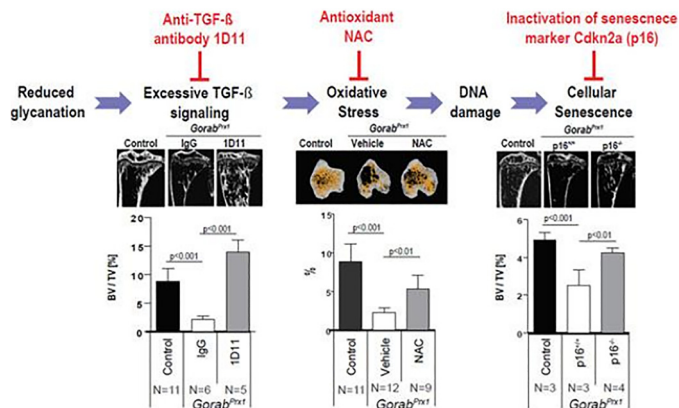 Anti-TGF-ß
antibody 1D11
Antioxidant
NAC
Inactivation of senescnece
marker Cdkn2a (p16)
Reduced
glycanation
Excessive TGF-ß
signaling
Oxidative
Stress
DNA
damage
Cellular
Senescence
Gorab^Prx1
Control IgG 1D11
Gorab^Prx1
Control Vehicle NAC
Gorab^Prx1
Control p16+/+ p16-/-
BV / TV [%]
20
15
10
5
0
p<0.001
p<0.001
Control
IgG
1D11
N=11 N=6 N=5
Gorab^Prx1
%
15
10
5
0
p<0.001
p<0.01
Control
Vehicle
NAC
N=11 N=12 N=9
Gorab^Prx1
BV / TV [%]
6
4
2
0
p<0.001
p<0.01
Control
p16+/+
p16-/-
N=3 N=3 N=4
Gorab^Prx1